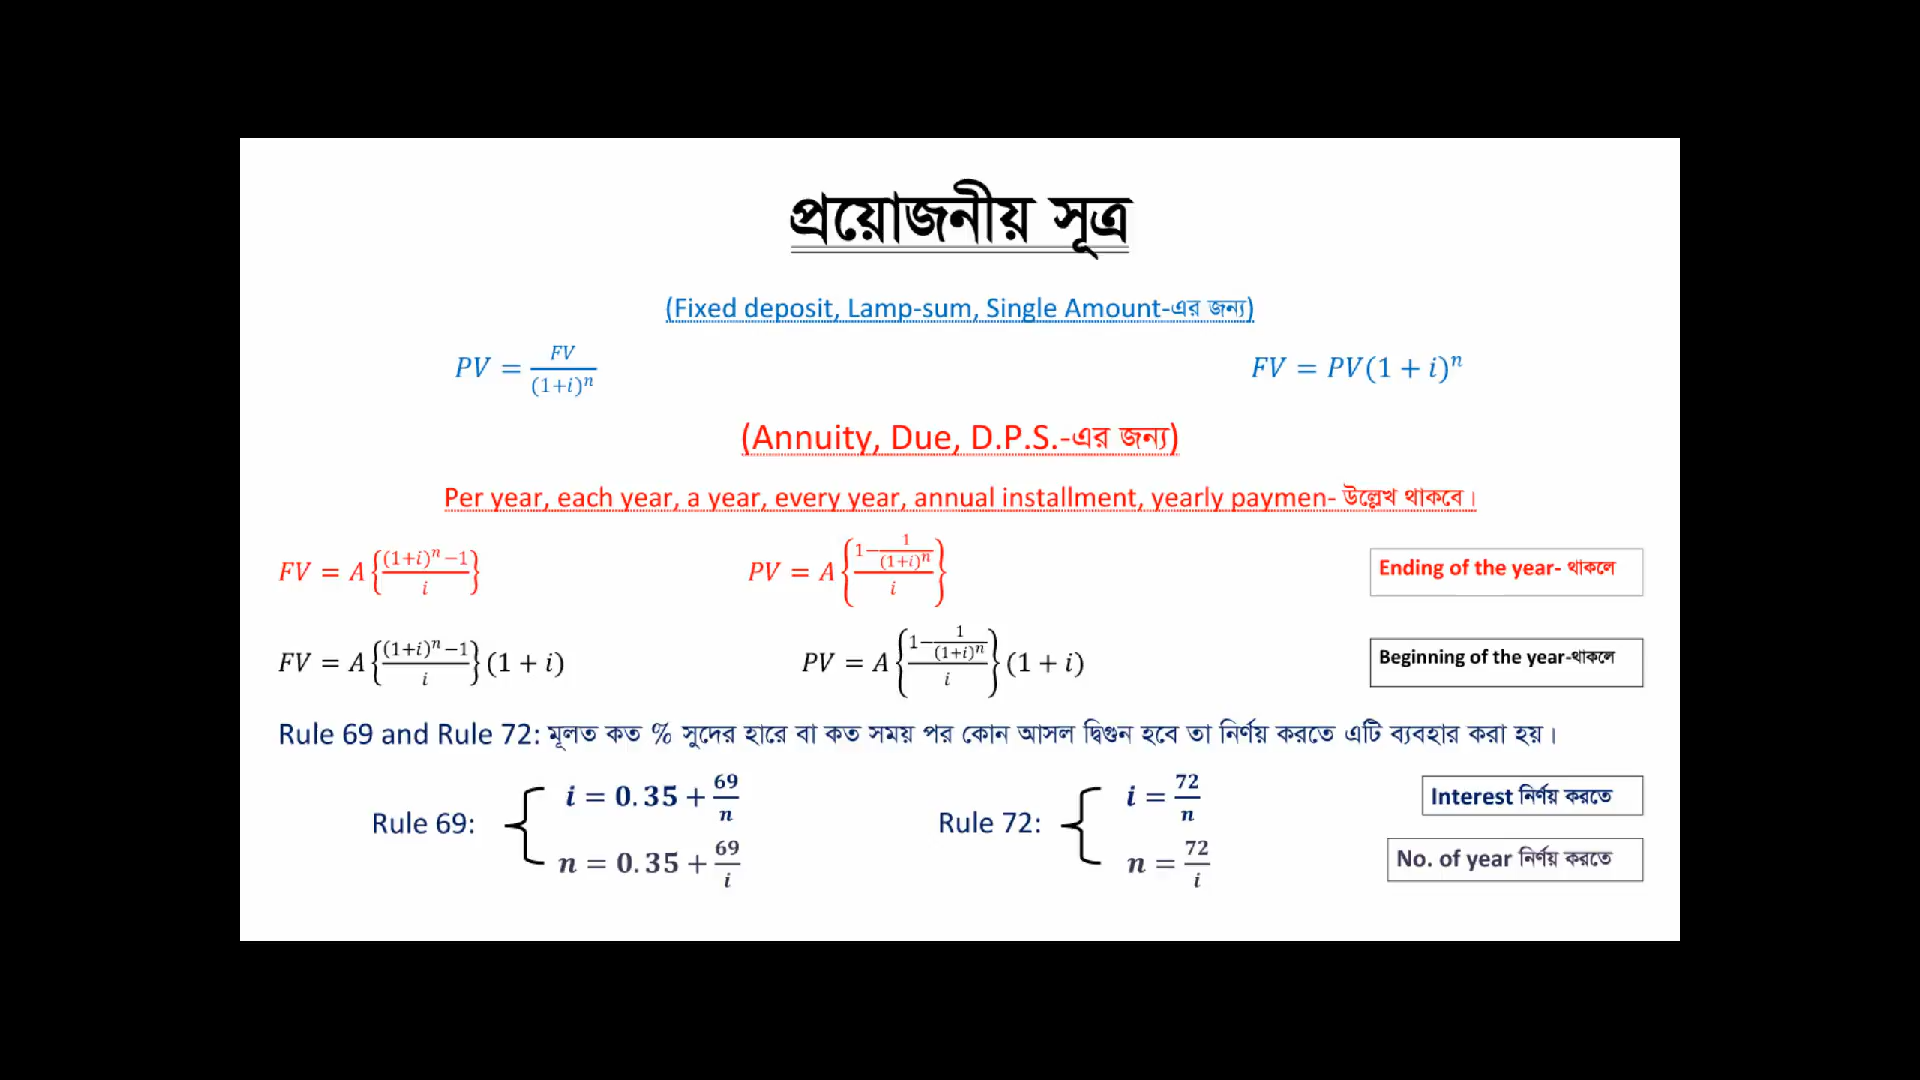 প্রয়োজনীয় সূত্র
(Fixed deposit, Lamp-sum, Single Amount-এর জন্য)
PV = FV/(1+i)^n FV = PV(1 + i)^n
(Annuity, Due, D.P.S.-এর জন্য)
Per year, each year, a year, every year, annual installment, yearly paymen- উল্লেখ থাকবে।
FV = A{((1+i)^n −1)/i} PV = A{(1−1/(1+i)^n)/i} Ending of the year- থাকলে
FV = A{((1+i)^n −1)/i}(1 + i) PV = A{(1−1/(1+i)^n)/i}(1 + i) Beginning of the year-থাকলে
Rule 69 and Rule 72: মূলত কত % সুদের হারে বা কত সময় পর কোন আসল দ্বিগুন হবে তা নির্ণয় করতে এটি ব্যবহার করা হয়।
Rule 69: { i = 0.35 + 69/n Rule 72: { i = 72/n Interest নির্ণয় করতে
n = 0.35 + 69/i n = 72/i No. of year নির্ণয় করতে